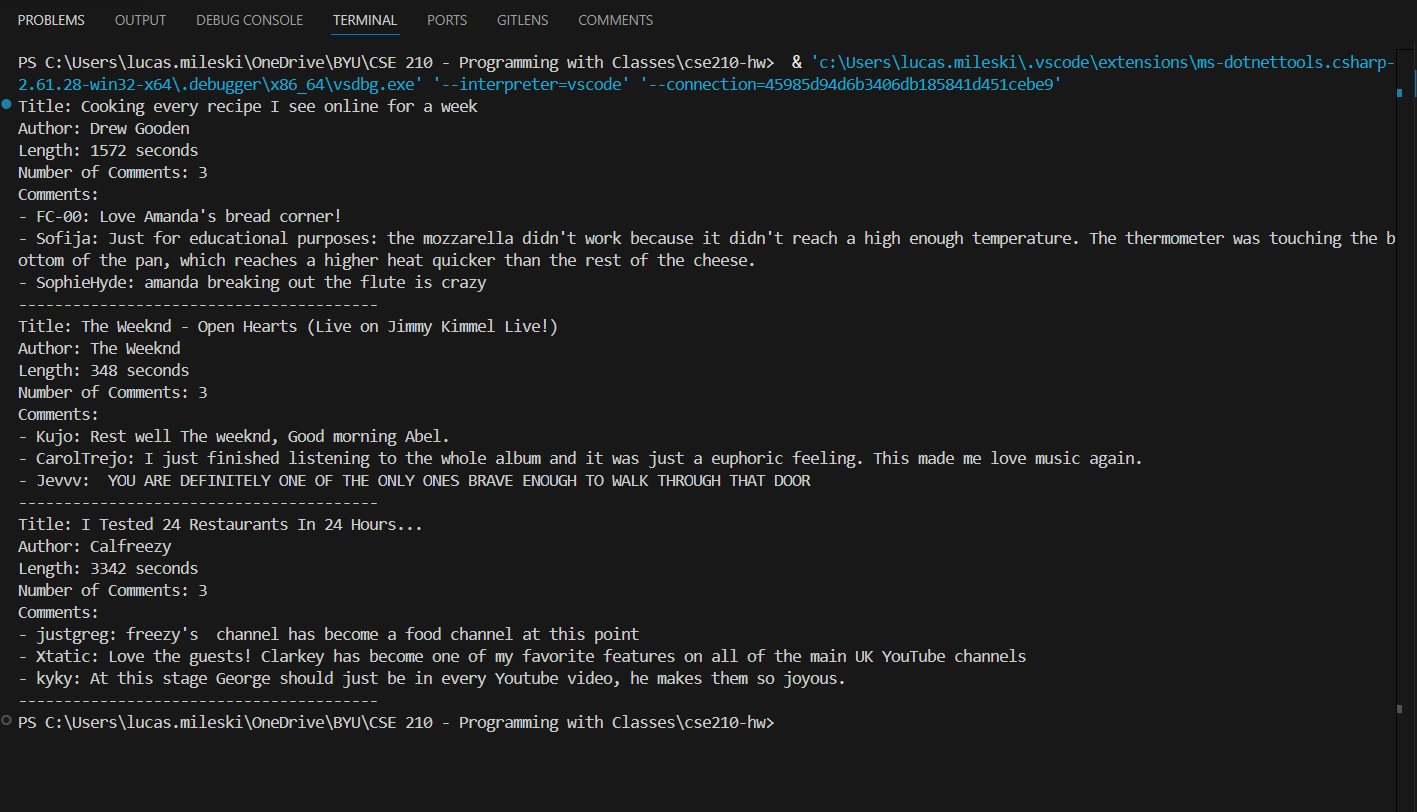 PROBLEMS OUTPUT DEBUG CONSOLE TERMINAL PORTS GITLENS COMMENTS
PS C:\Users\lucas.mileski\OneDrive\BYU\CSE 210 - Programming with Classes\cse210-hw>  & 'c:\Users\lucas.mileski\.vscode\extensions\ms-dotnettools.csharp-
2.61.28-win32-x64\.debugger\x86_64\vsdbg.exe' '--interpreter=vscode' '--connection=45985d94d6b3406db185841d451cebe9'
Title: Cooking every recipe I see online for a week
Author: Drew Gooden
Length: 1572 seconds
Number of Comments: 3
Comments:
- FC-00: Love Amanda's bread corner!
- Sofija: Just for educational purposes: the mozzarella didn't work because it didn't reach a high enough temperature. The thermometer was touching the b
ottom of the pan, which reaches a higher heat quicker than the rest of the cheese.
- SophieHyde: amanda breaking out the flute is crazy
----------------------------------------
Title: The Weeknd - Open Hearts (Live on Jimmy Kimmel Live!)
Author: The Weeknd
Length: 348 seconds
Number of Comments: 3
Comments:
- Kujo: Rest well The weeknd, Good morning Abel.
- CarolTrejo: I just finished listening to the whole album and it was just a euphoric feeling. This made me love music again.
- Jevvv:  YOU ARE DEFINITELY ONE OF THE ONLY ONES BRAVE ENOUGH TO WALK THROUGH THAT DOOR
----------------------------------------
Title: I Tested 24 Restaurants In 24 Hours...
Author: Calfreezy
Length: 3342 seconds
Number of Comments: 3
Comments:
- justgreg: freezy's  channel has become a food channel at this point
- Xtatic: Love the guests! Clarkey has become one of my favorite features on all of the main UK YouTube channels
- kyky: At this stage George should just be in every Youtube video, he makes them so joyous.
----------------------------------------
PS C:\Users\lucas.mileski\OneDrive\BYU\CSE 210 - Programming with Classes\cse210-hw>